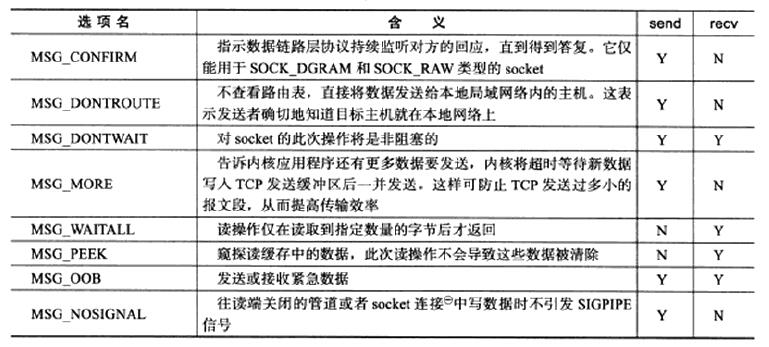 选项名 含义 send recv
MSG_CONFIRM 指示数据链路层协议持续监听对方的回应，直到得到答复。它仅 Y N
能用于 SOCK_DGRAM 和 SOCK_RAW 类型的 socket
MSG_DONTROUTE 不查看路由表，直接将数据发送给本地局域网络内的主机。这表 Y N
示发送者确切地知道目标主机就在本地网络上
MSG_DONTWAIT 对 socket 的此次操作将是非阻塞的 Y Y
告诉内核应用程序还有更多数据要发送，内核将超时等待新数据
MSG_MORE 写入 TCP 发送缓冲区后一并发送。这样可防止 TCP 发送过多小的 Y N
报文段，从而提高传输效率
MSG_WAITALL 读操作仅在读取到指定数量的字节后才返回 N Y
MSG_PEEK 窥探读缓存中的数据，此次读操作不会导致这些数据被清除 N Y
MSG_OOB 发送或接收紧急数据 Y Y
MSG_NOSIGNAL 往读端关闭的管道或者 socket 连接㊀中写数据时不引发 SIGPIPE Y N
信号